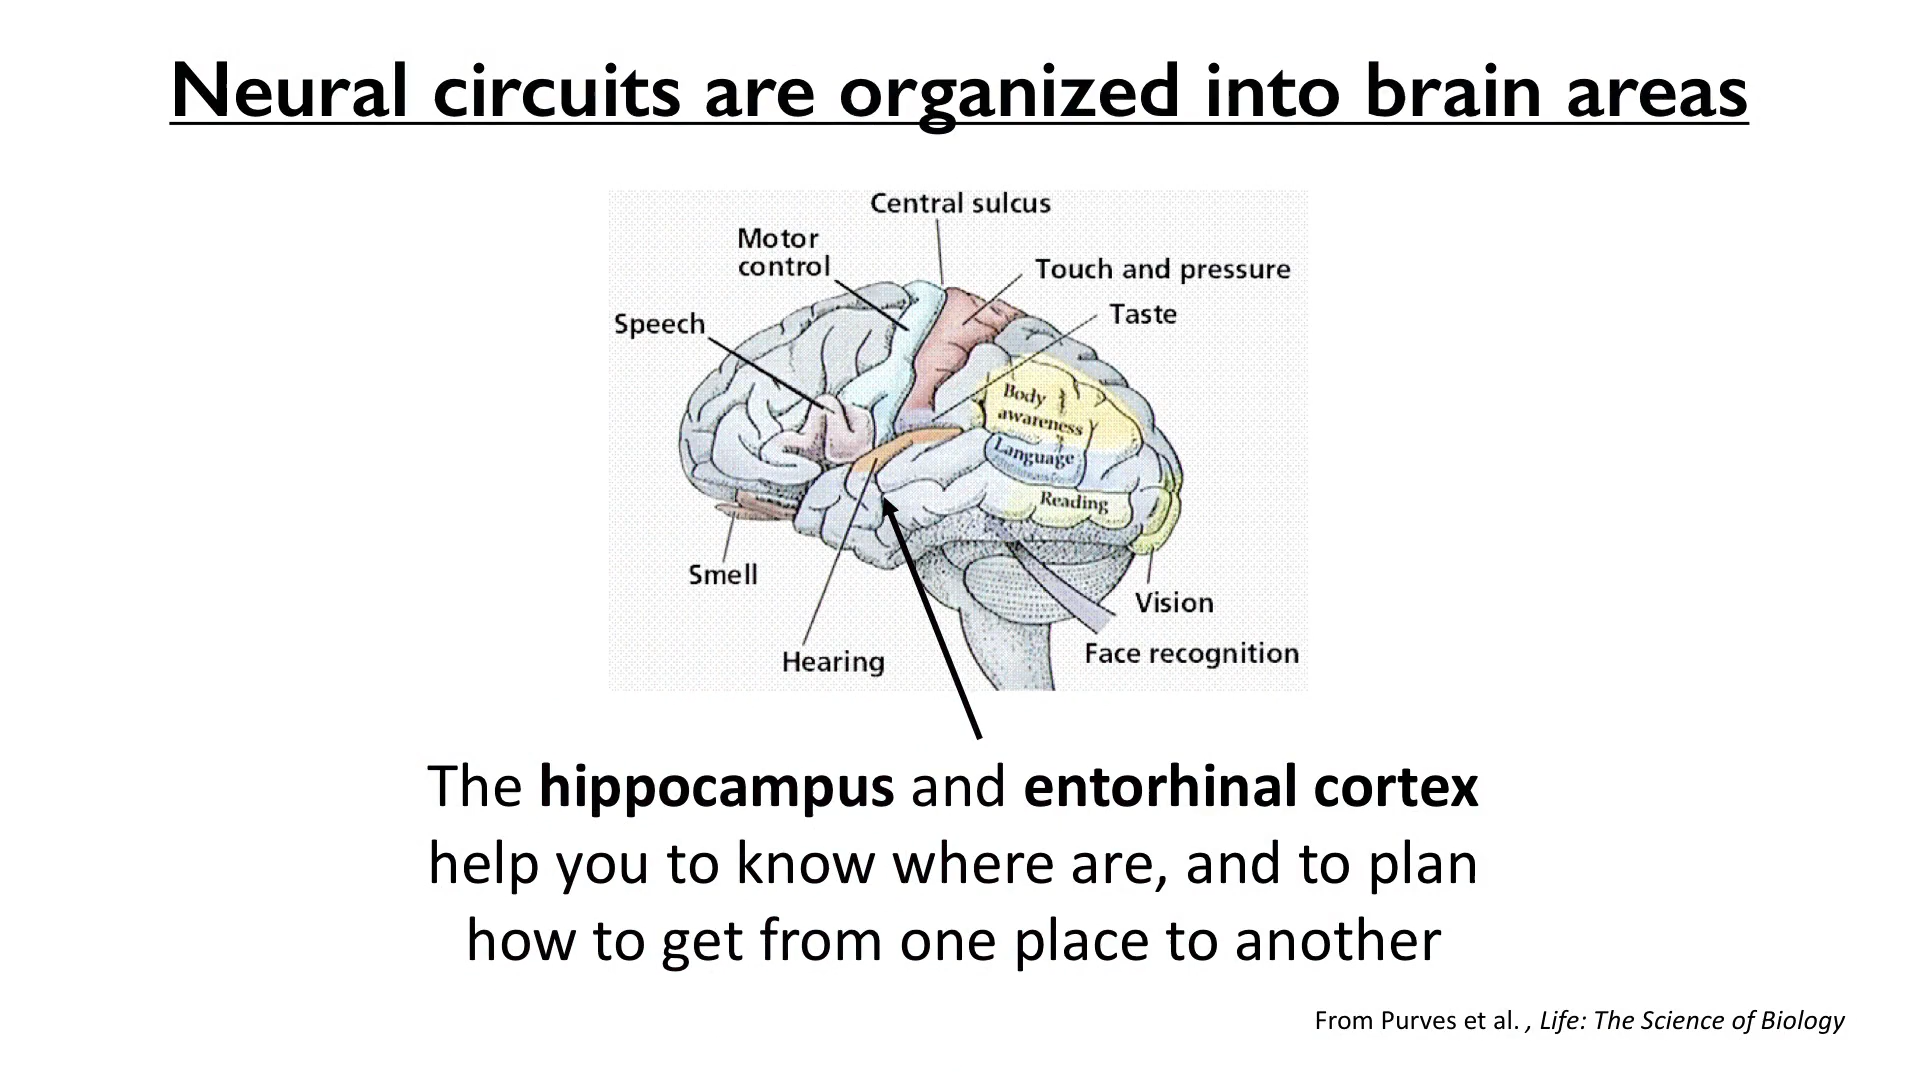 Neural circuits are organized into brain areas
Central sulcus
Motor
control
Touch and pressure
Taste
Speech
Body
awareness
Language
Reading
Smell
Vision
Hearing
Face recognition
The hippocampus and entorhinal cortex
help you to know where are, and to plan
how to get from one place to another
From Purves et al. , Life: The Science of Biology